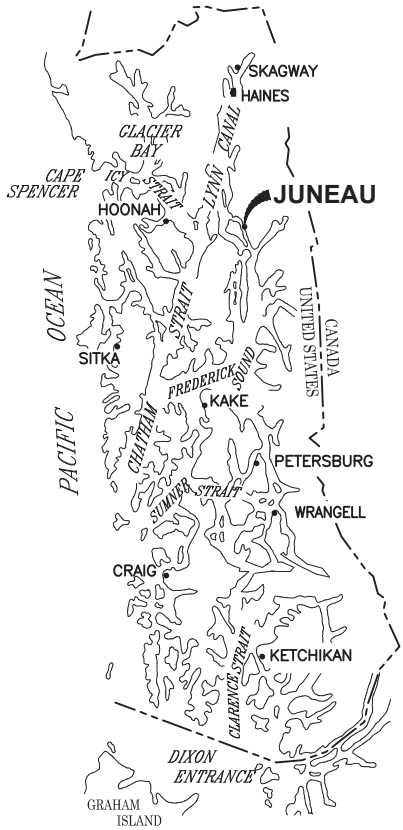 SKAGWAY
HAINES
GLACIER
BAY
LYNN CANAL
CAPE
SPENCER
ICY
STRAIT
HOONAH
JUNEAU
PACIFIC OCEAN
CHATHAM STRAIT
CANADA
UNITED STATES
SITKA
FREDERICK SOUND
KAKE
PETERSBURG
SUMNER STRAIT
WRANGELL
CRAIG
CLARENCE STRAIT
KETCHIKAN
DIXON
ENTRANCE
GRAHAM
ISLAND